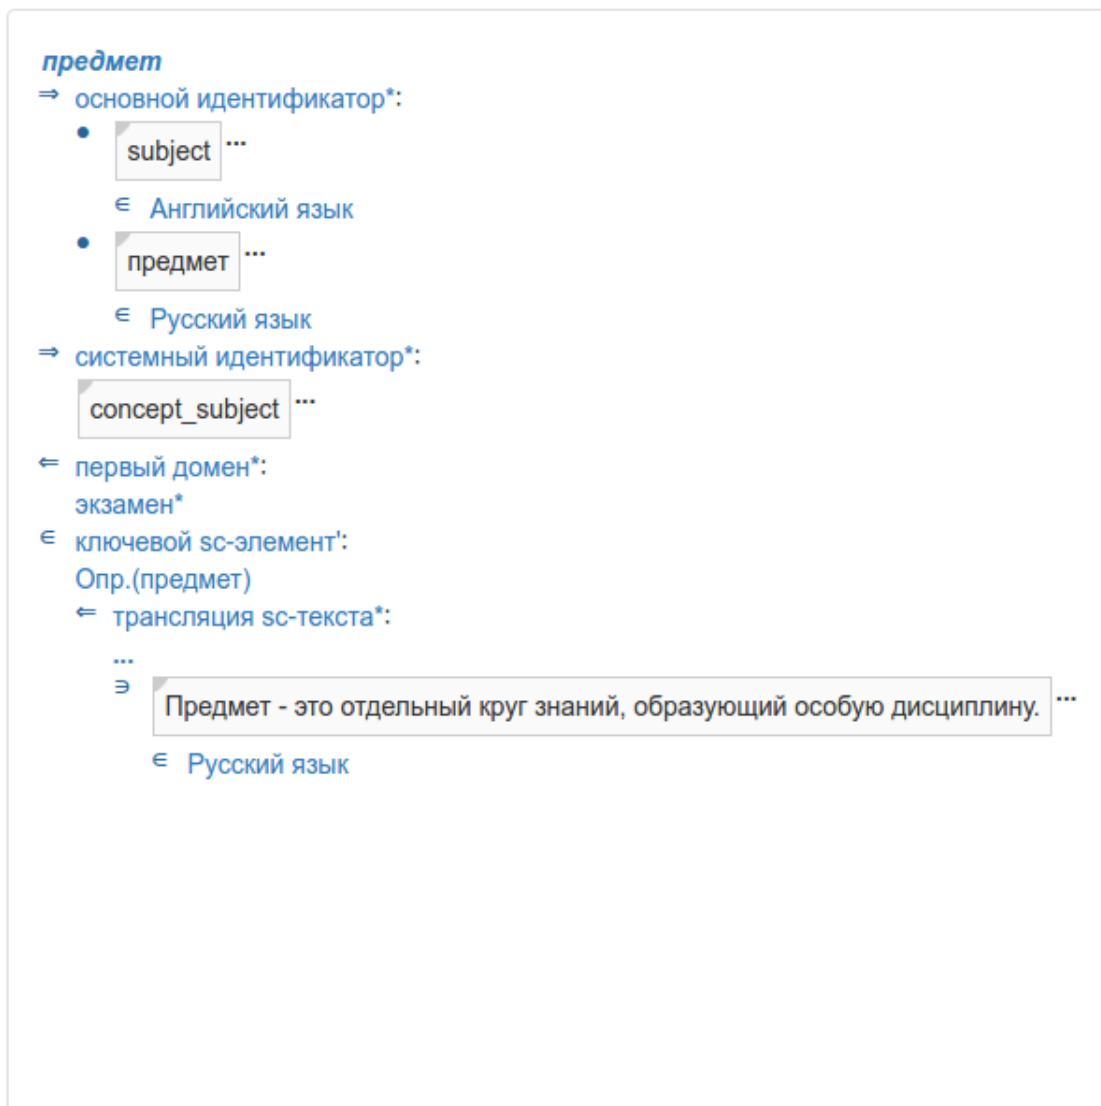 предмет
⇒ основной идентификатор*:
• subject ...
∈ Английский язык
• предмет ...
∈ Русский язык
⇒ системный идентификатор*:
concept_subject ...
⇐ первый домен*:
экзамен*
∈ ключевой sc-элемент':
Опр.(предмет)
⇐ трансляция sc-текста*:
...
∋ Предмет - это отдельный круг знаний, образующий особую дисциплину. ...
∈ Русский язык